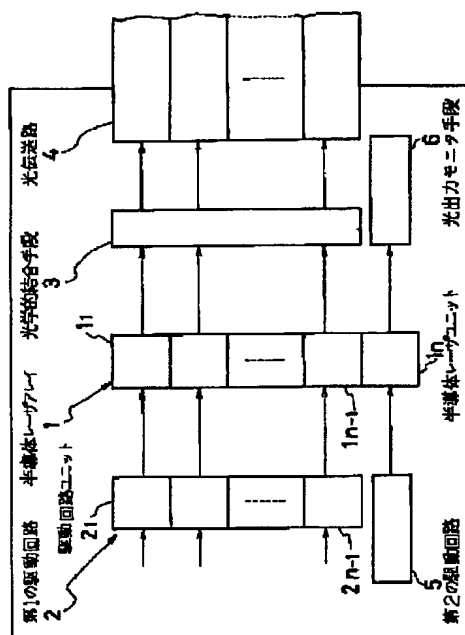 第1の駆動回路
半導体レーザアレイ
光学的結合手段
光伝送路
2
1
3
4
駆動回路ユニット
21
11
2n-1
1n-1
1n
5
6
第2の駆動回路
半導体レーザユニット
光出力モニタ手段